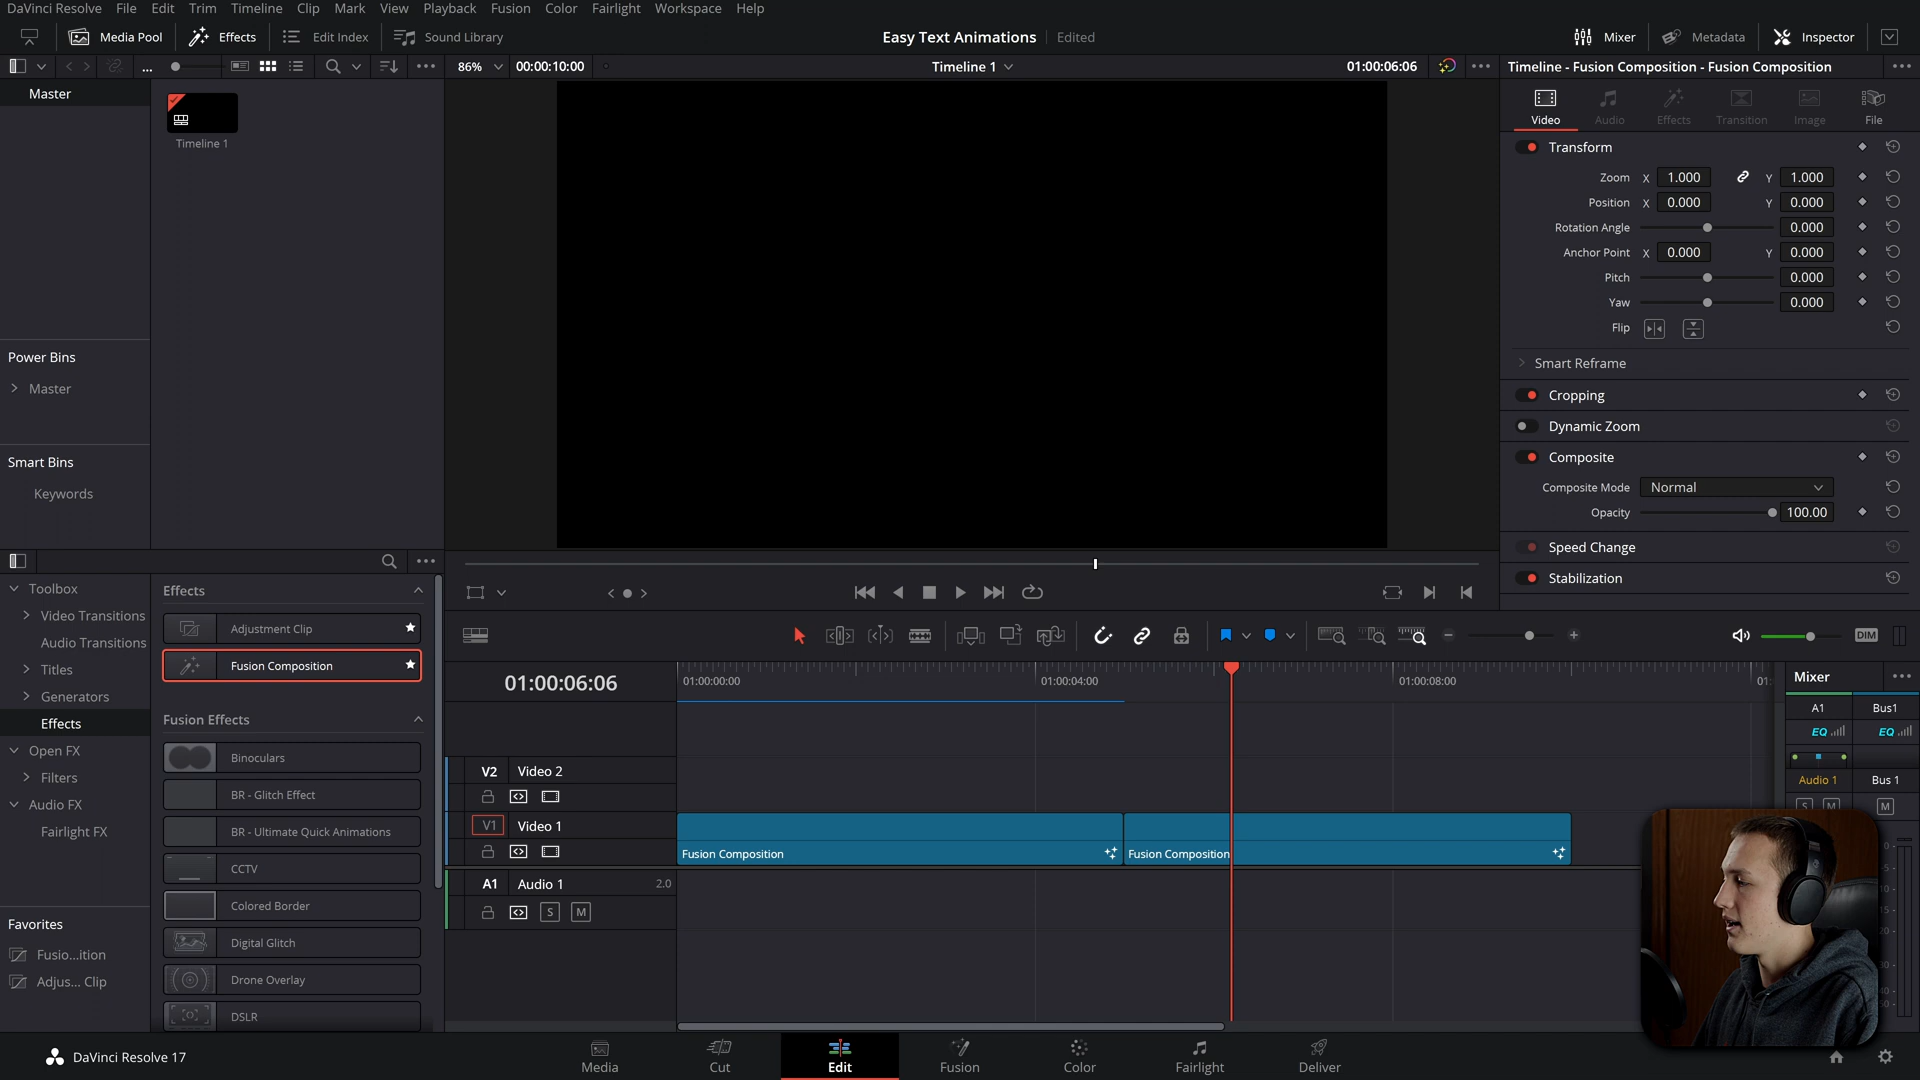 DaVinci Resolve File Edit Trim Timeline Clip Mark View Playback Fusion Color Fairlight Workspace Help
Media Pool Effects Edit Index Sound Library
Easy Text Animations Edited
Mixer Metadata Inspector
86% 00:00:10:00 Timeline 1 01:00:06:06
Timeline - Fusion Composition - Fusion Composition
Master
Timeline 1
Power Bins
Master
Smart Bins
Keywords
Video Audio Effects Transition Image File
Transform
Zoom X 1.000 Y 1.000
Position X 0.000 Y 0.000
Rotation Angle 0.000
Anchor Point X 0.000 Y 0.000
Pitch 0.000
Yaw 0.000
Flip
Smart Reframe
Cropping
Dynamic Zoom
Composite
Composite Mode Normal
Opacity 100.00
Speed Change
Stabilization
Toolbox
Video Transitions
Audio Transitions
Titles
Generators
Effects
Open FX
Filters
Audio FX
Fairlight FX
Favorites
Fusio...ition
Adjus... Clip
Effects
Adjustment Clip
Fusion Composition
Fusion Effects
Binoculars
BR - Glitch Effect
BR - Ultimate Quick Animations
CCTV
Colored Border
Digital Glitch
Drone Overlay
DSLR
DIM
01:00:06:06
01:00:00:00 01:00:04:00 01:00:08:00 01:
V2 Video 2
V1 Video 1
Fusion Composition Fusion Composition
A1 Audio 1 2.0
S M
Mixer
A1 Bus1
EQ EQ
Audio 1 Bus 1
S M M
DaVinci Resolve 17
Media Cut Edit Fusion Color Fairlight Deliver